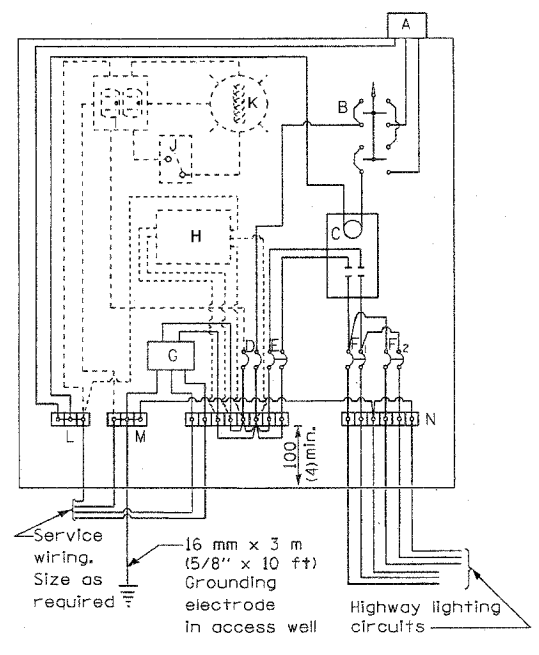 A
K
B
J
H
C
D
E
F
F2
G
L
M
N
100
(4)min.
Service
wiring.
Size as
required
16 mm x 3 m
(5/8" x 10 ft)
Grounding
electrode
in access well
Highway lighting
circuits